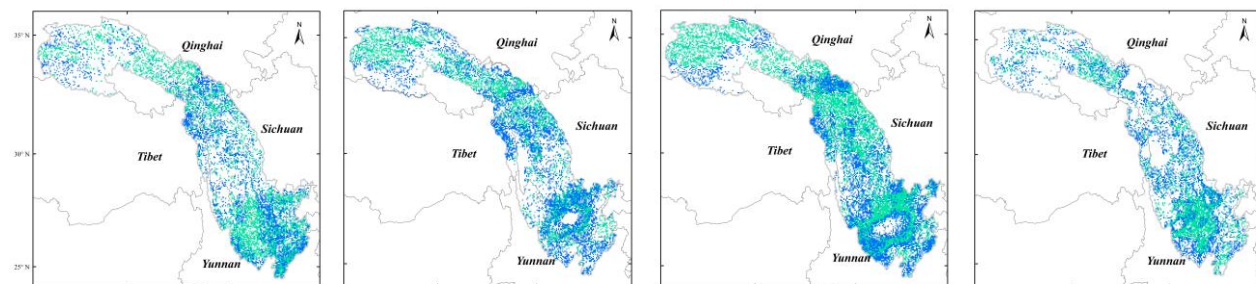 N
35° N
Qinghai
Sichuan
30° N
Tibet
Yunnan
25° N
N
Qinghai
Sichuan
Tibet
Yunnan
N
Qinghai
Sichuan
Tibet
Yunnan
N
Qinghai
Sichuan
Tibet
Yunnan